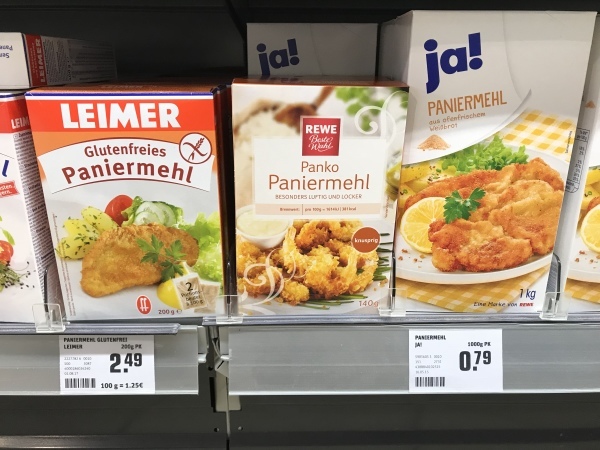 LEIMER
Glutenfreies
Paniermehl
200g
REWE
Beste
Wahl
Panko
Paniermehl
BESONDERS LUFTIG UND LOCKER
knusprig
140g
ja!
ja!
PANIERMEHL
aus ofenfrischem
Weißbrot
1 kg
Eine Marke von REWE
PANIERMEHL GLUTENFREI
LEIMER 200g PK
2.49
100 g = 1.25€
PANIERMEHL
JA! 1000g PK
0.79